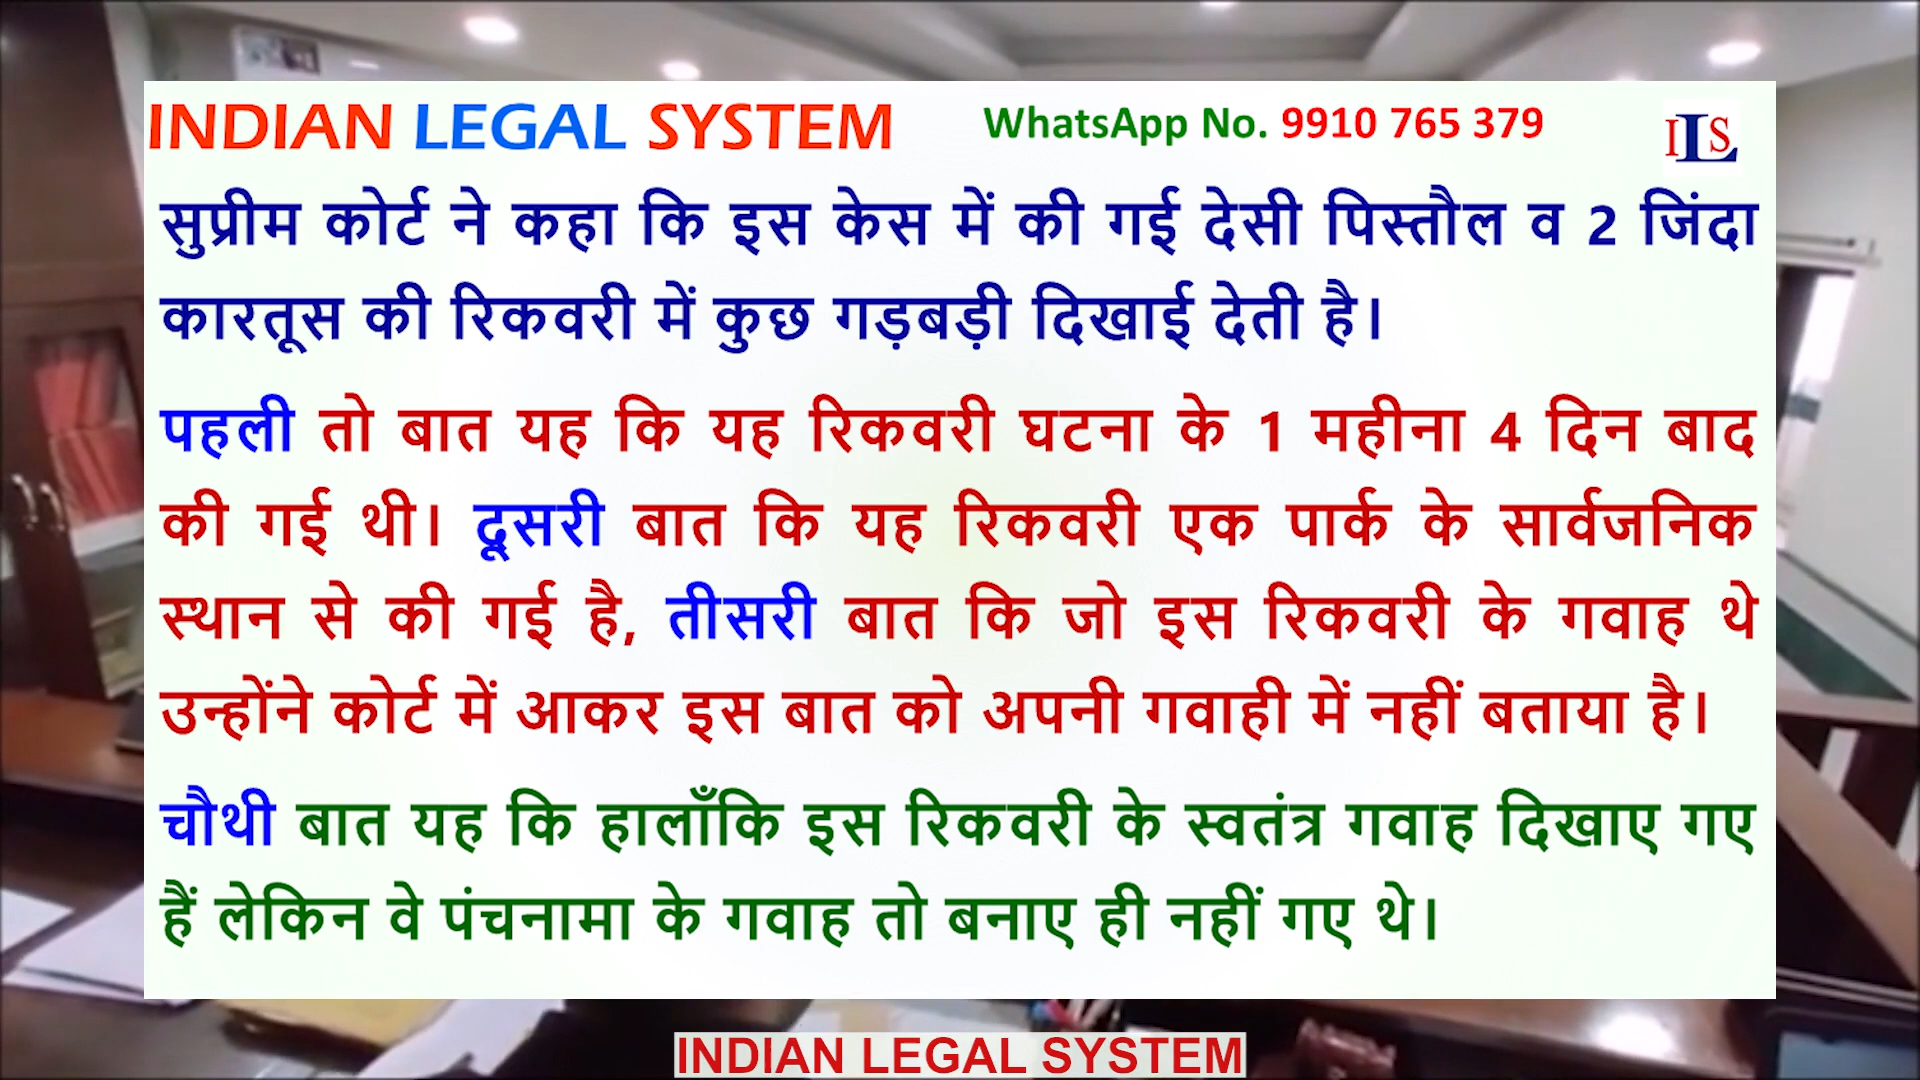 INDIAN LEGAL SYSTEM WhatsApp No. 9910 765 379 ILS
सुप्रीम कोर्ट ने कहा कि इस केस में की गई देसी पिस्तौल व 2 जिंदा
कारतूस की रिकवरी में कुछ गड़बड़ी दिखाई देती है।
पहली तो बात यह कि यह रिकवरी घटना के 1 महीना 4 दिन बाद
की गई थी। दूसरी बात कि यह रिकवरी एक पार्क के सार्वजनिक
स्थान से की गई है, तीसरी बात कि जो इस रिकवरी के गवाह थे
उन्होंने कोर्ट में आकर इस बात को अपनी गवाही में नहीं बताया है।
चौथी बात यह कि हालाँकि इस रिकवरी के स्वतंत्र गवाह दिखाए गए
हैं लेकिन वे पंचनामा के गवाह तो बनाए ही नहीं गए थे।
INDIAN LEGAL SYSTEM